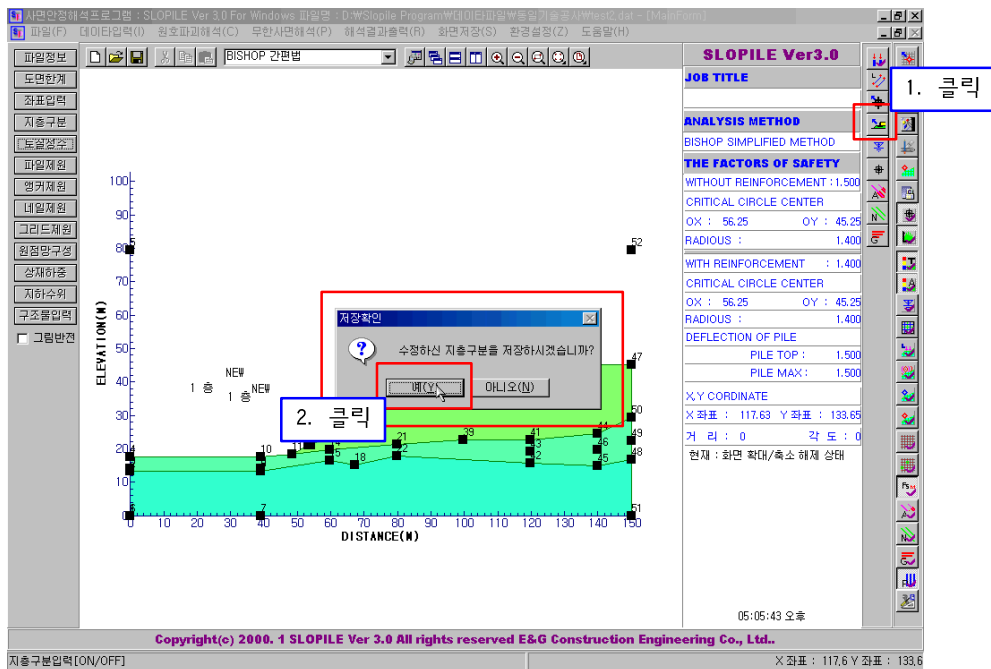 사면안정해석프로그램 : SLOPILE Ver 3,0 For Windows 파일명 : D:₩Slopile Program₩데이타파일₩동일기술공사₩test2.dat - [MainForm]
파일(F) 데이타입력(I) 원호파괴해석(C) 무한사면해석(P) 해석결과출력(R) 화면저장(S) 환경설정(Z) 도움말(H)
BISHOP 간편법
파일정보
도면한계
좌표입력
지층구분
토질성수
파일제원
앵커제원
네일제원
그리드제원
원점망구성
상재하중
지하수위
구조물입력
그림반전
ELEVATION(M)
100
90
80
70
60
50
40
30
20
10
0
0 10 20 30 40 50 60 70 80 90 100 110 120 130 140 150
DISTANCE(M)
NEW
1 층
NEW
1 층
52
47
50
44
49
46
48
45
41
43
42
39
21
22
18
10
11
7
51
저장확인
수정하신 지층구분을 저장하시겠습니까?
예(Y)
아니오(N)
1. 클릭
2. 클릭
SLOPILE Ver3.0
JOB TITLE
ANALYSIS METHOD
BISHOP SIMPLIFIED METHOD
THE FACTORS OF SAFETY
WITHOUT REINFORCEMENT : 1.500
CRITICAL CIRCLE CENTER
OX : 56.25 OY : 45.25
RADIOUS : 1.400
WITH REINFORCEMENT : 1.400
CRITICAL CIRCLE CENTER
OX : 56.25 OY : 45.25
RADIOUS : 1.400
DEFLECTION OF PILE
PILE TOP : 1.500
PILE MAX : 1.500
X,Y CORDINATE
X 좌표 : 117.63 Y 좌표 : 133.65
거 리 : 0 각 도 : 0
현재 : 화면 확대/축소 해제 상태
05:05:43 오후
Copyright(c) 2000. 1 SLOPILE Ver 3.0 All rights reserved E&G Construction Engineering Co., Ltd..
지층구분입력[ON/OFF]
X 좌표 : 117,6 Y 좌표 : 133,6